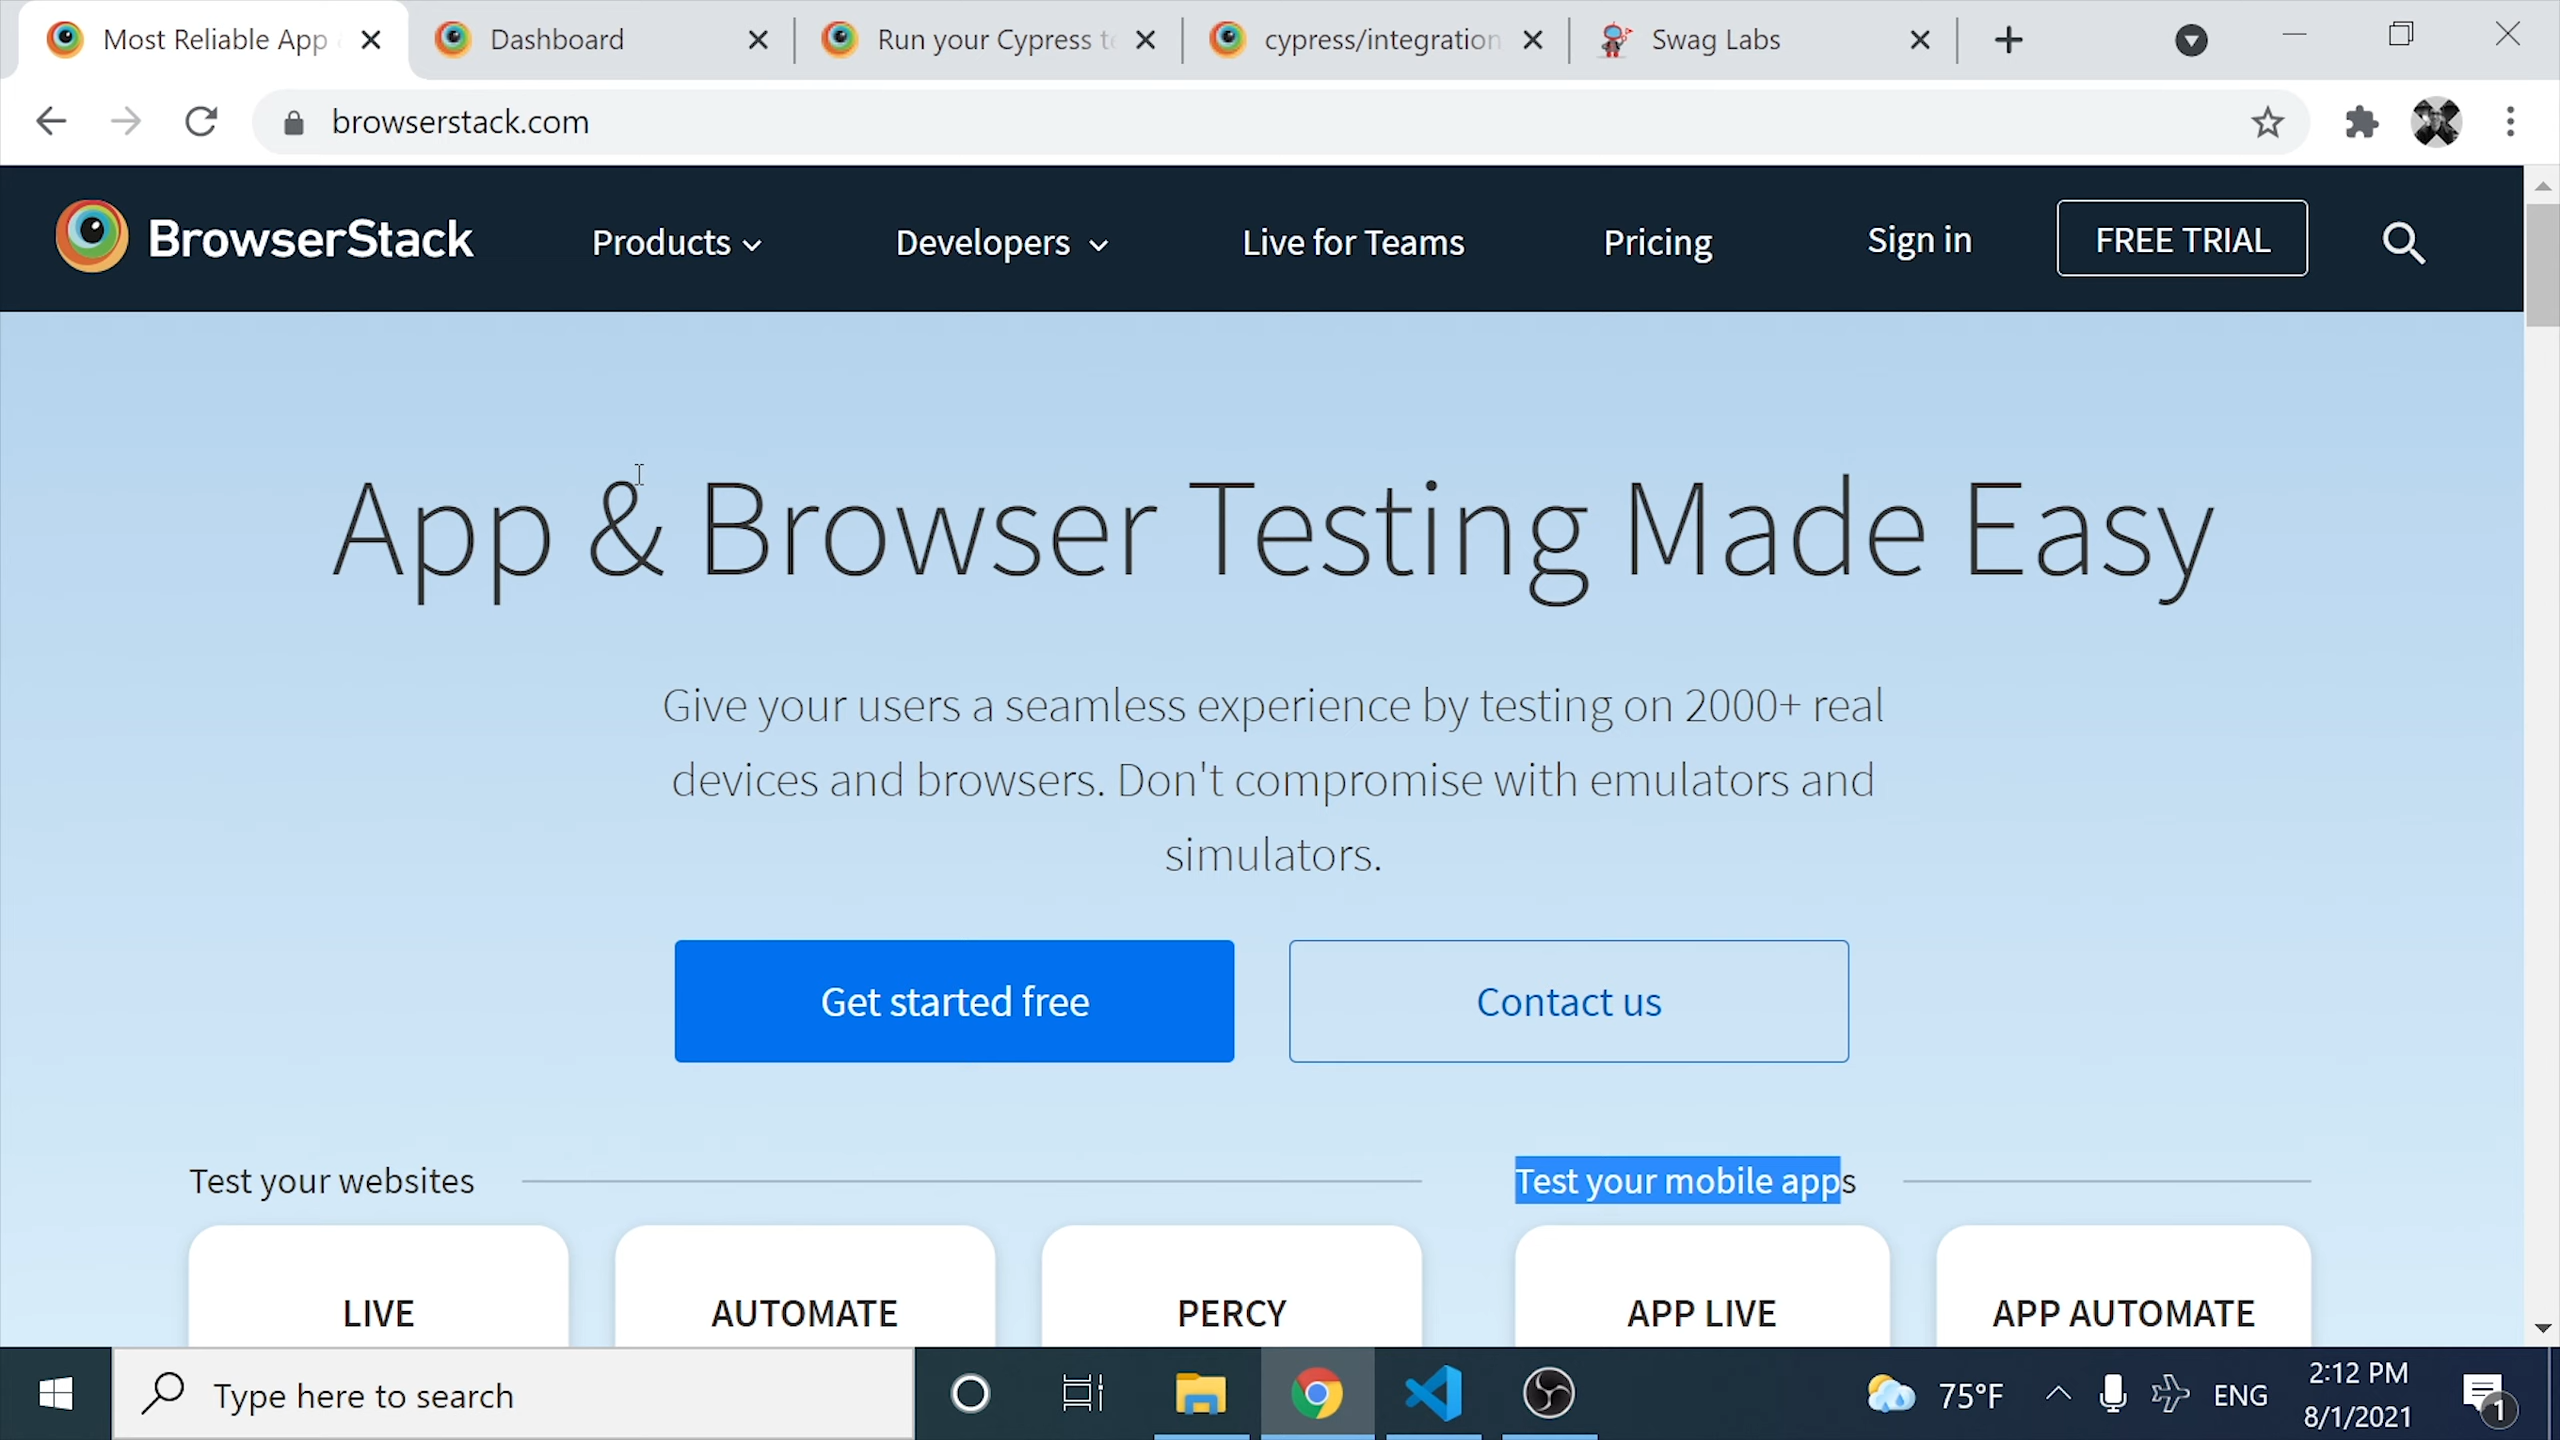 Most Reliable App
Dashboard
Run your Cypress te
cypress/integration
Swag Labs
browserstack.com
BrowserStack
Products
Developers
Live for Teams
Pricing
Sign in
FREE TRIAL
App & Browser Testing Made Easy
Give your users a seamless experience by testing on 2000+ real
devices and browsers. Don't compromise with emulators and
simulators.
Get started free
Contact us
Test your websites
Test your mobile apps
LIVE
AUTOMATE
PERCY
APP LIVE
APP AUTOMATE
Type here to search
75°F
ENG
2:12 PM
8/1/2021
1